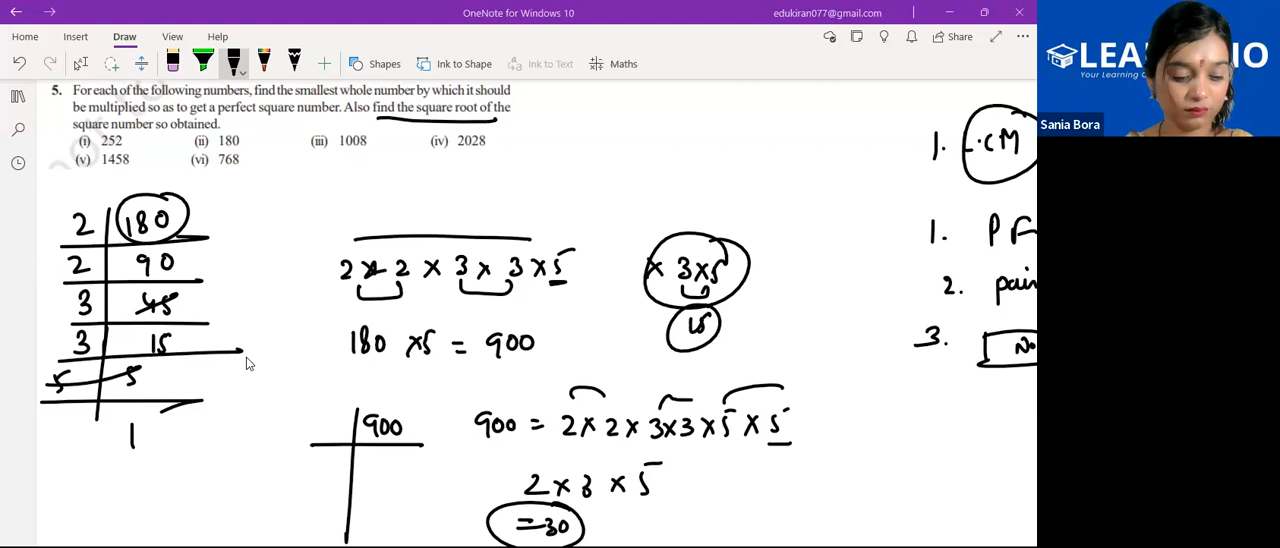 OneNote for Windows 10
edukiran077@gmail.com
Home Insert Draw View Help
Share
Shapes Ink to Shape Ink to Text Maths
5. For each of the following numbers, find the smallest whole number by which it should
be multiplied so as to get a perfect square number. Also find the square root of the
square number so obtained.
(i) 252 (ii) 180 (iii) 1008 (iv) 2028
(v) 1458 (vi) 768
2 180
2 90
3 45
3 15
5 5
1
2 × 2 × 3 × 3 × 5
180 × 5 = 900
900
900 = 2 × 2 × 3 × 3 × 5 × 5
2 × 3 × 5
= 30
× 3 × 5
15
1. L.CM
1. PF
2. pain
3. No
Your Learning
Sania Bora